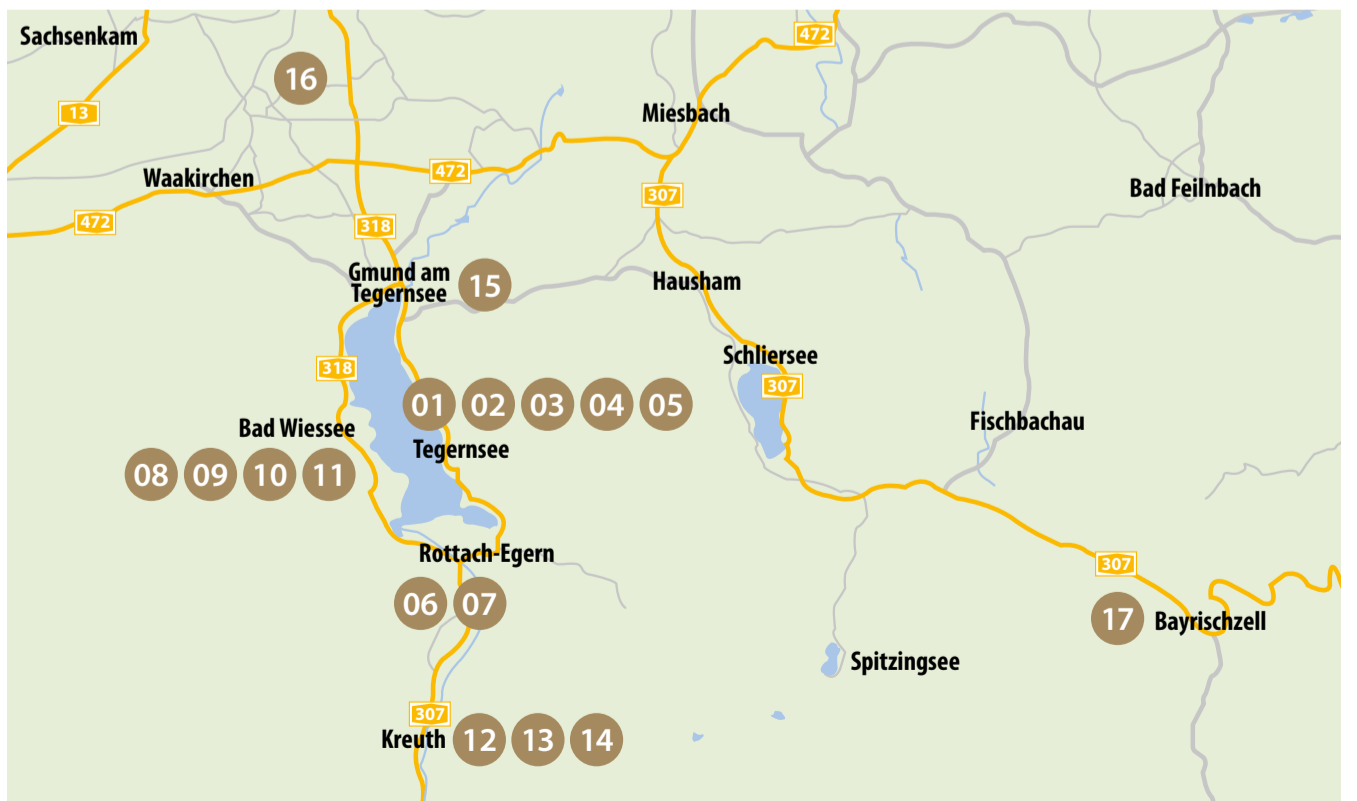 Sachsenkam
472
16
13
Miesbach
Waakirchen
472
Bad Feilnbach
307
472
318
Gmund am
Tegernsee
15
Hausham
Schliersee
318
307
01 02 03 04 05
Fischbachau
Bad Wiessee
Tegernsee
08 09 10 11
Rottach-Egern
307
06 07
17
Bayrischzell
Spitzingsee
307
Kreuth
12 13 14